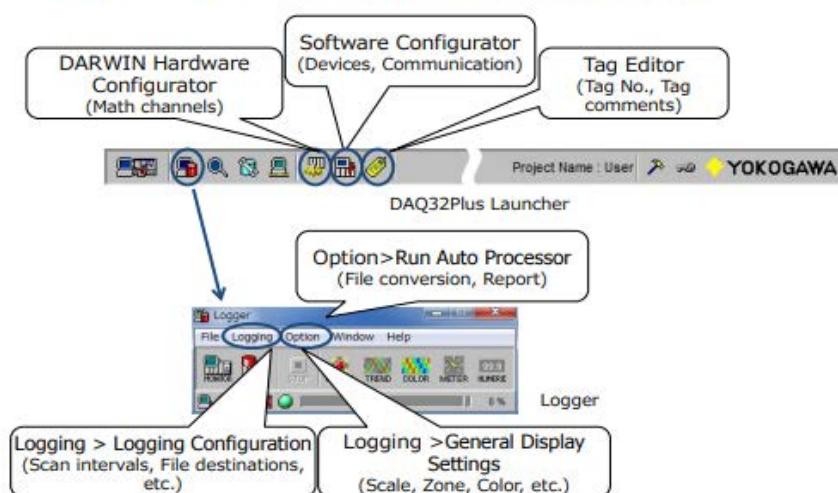 Software Configurator
(Devices, Communication)
DARWIN Hardware
Configurator
(Math channels)
Tag Editor
(Tag No., Tag
comments)
Project Name : User
YOKOGAWA
DAQ32Plus Launcher
Option>Run Auto Processor
(File conversion, Report)
Logger
File Logging Option Window Help
MONITOR STOP TREND COLOR METER NUMERIC
0 %
Logger
Logging > Logging Configuration
(Scan intervals, File destinations,
etc.)
Logging >General Display
Settings
(Scale, Zone, Color, etc.)